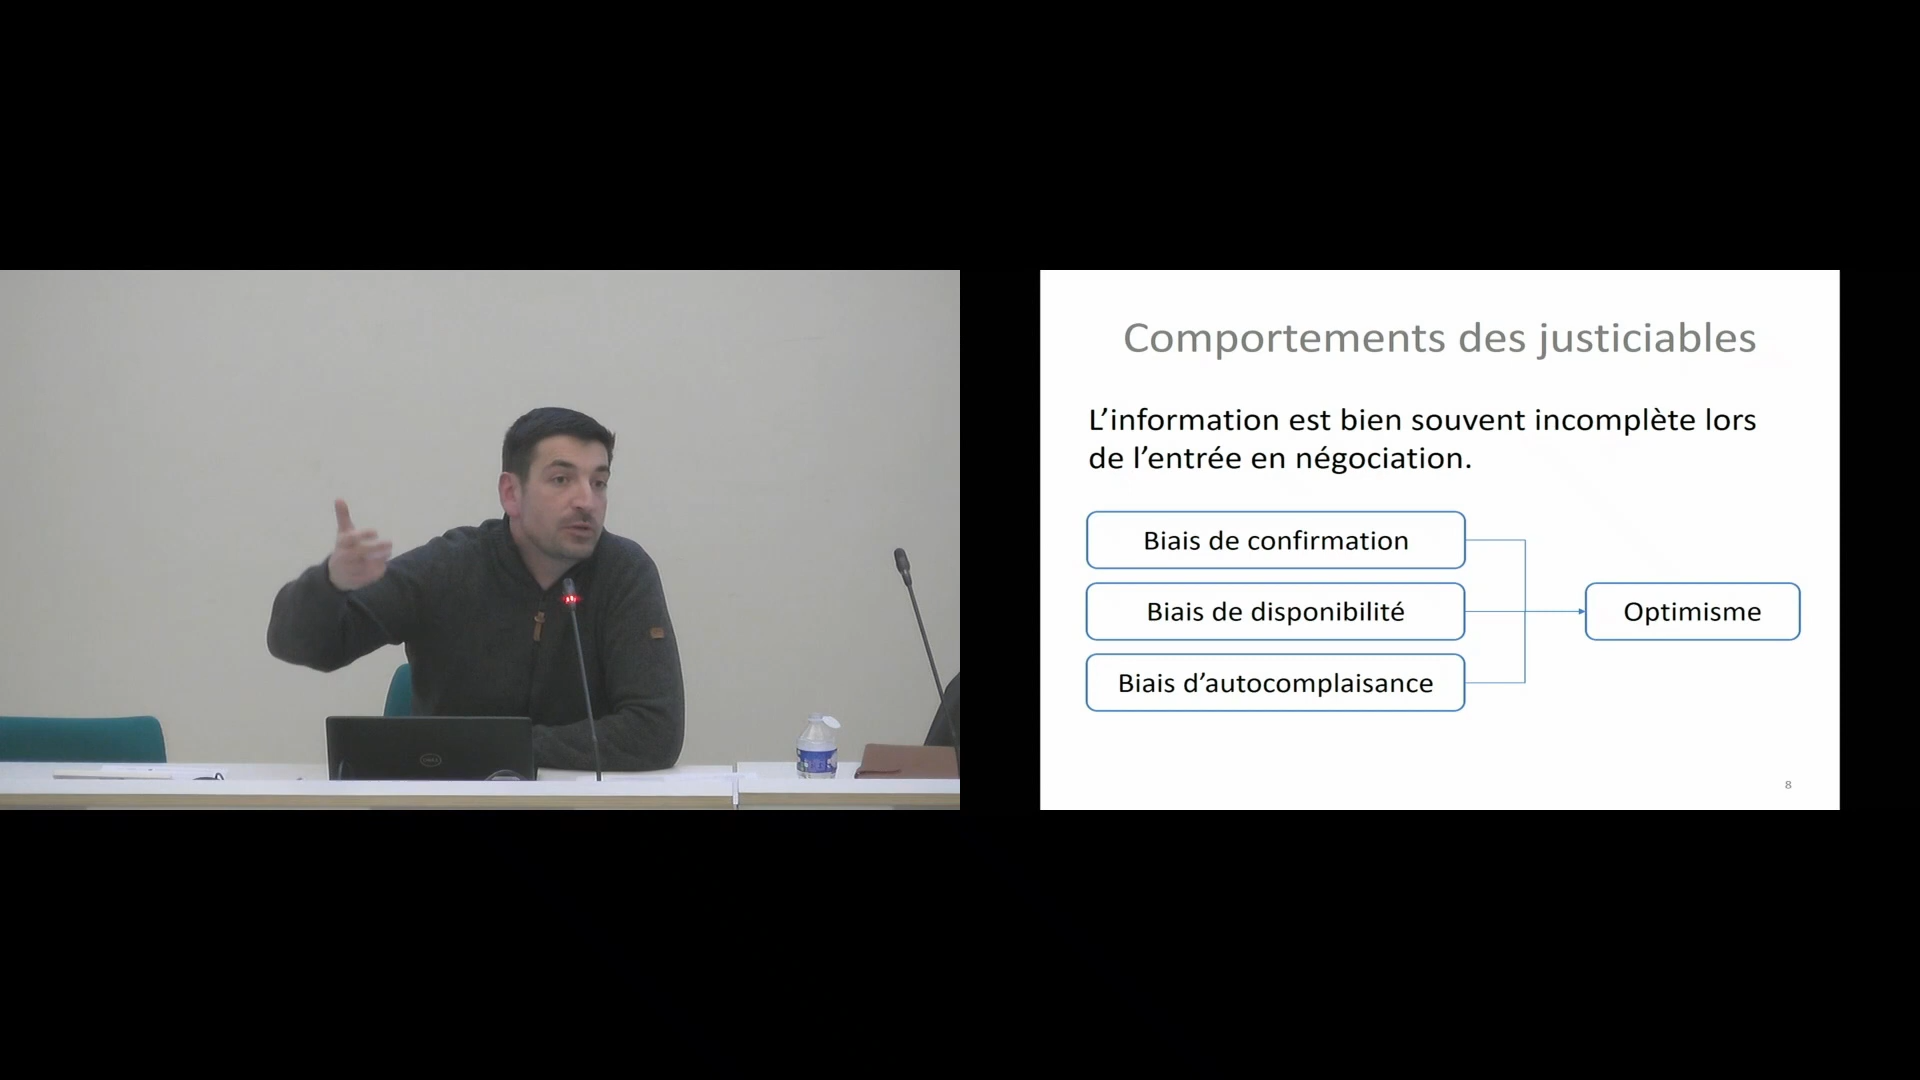 Comportements des justiciables
L’information est bien souvent incomplète lors
de l’entrée en négociation.
Biais de confirmation
Biais de disponibilité
Biais d’autocomplaisance
Optimisme
8
DELL